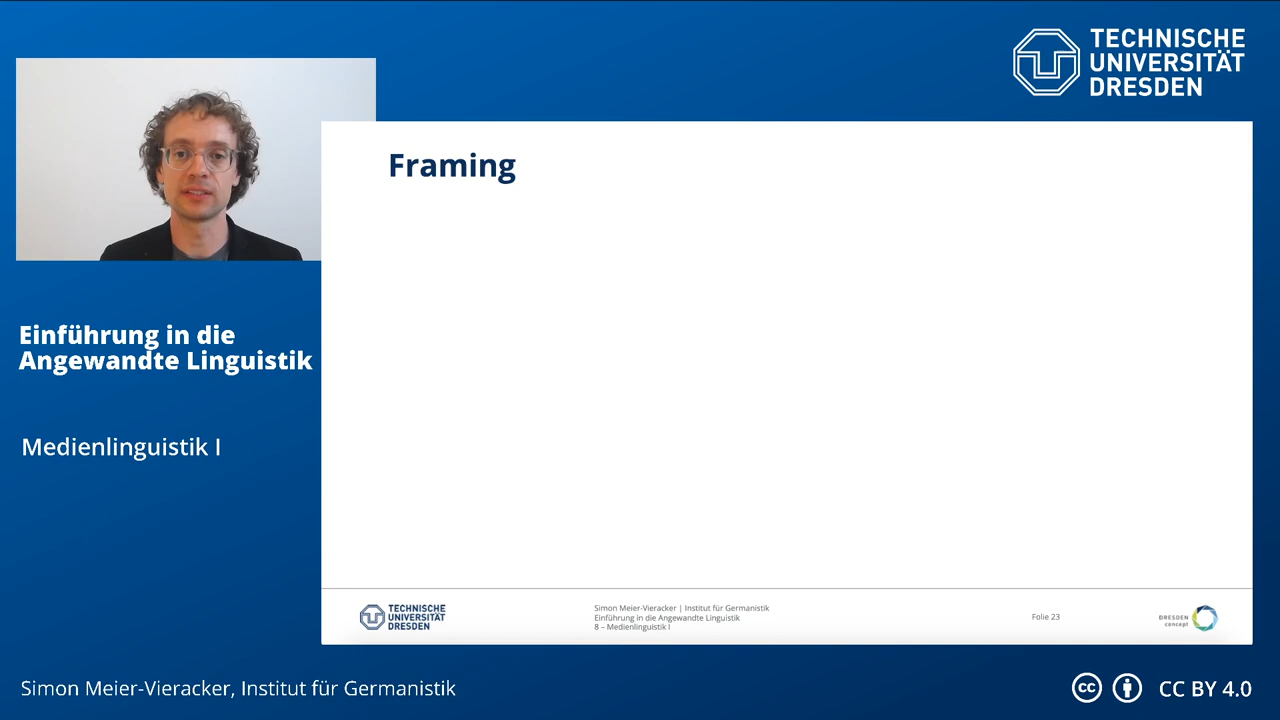 TECHNISCHE
UNIVERSITÄT
DRESDEN
Framing
Einführung in die
Angewandte Linguistik
Medienlinguistik I
TECHNISCHE
UNIVERSITÄT
DRESDEN
Simon Meier-Vieracker | Institut für Germanistik
Einführung in die Angewandte Linguistik
8 – Medienlinguistik I
Folie 23
DRESDEN
concept
Simon Meier-Vieracker, Institut für Germanistik
cc
CC BY 4.0